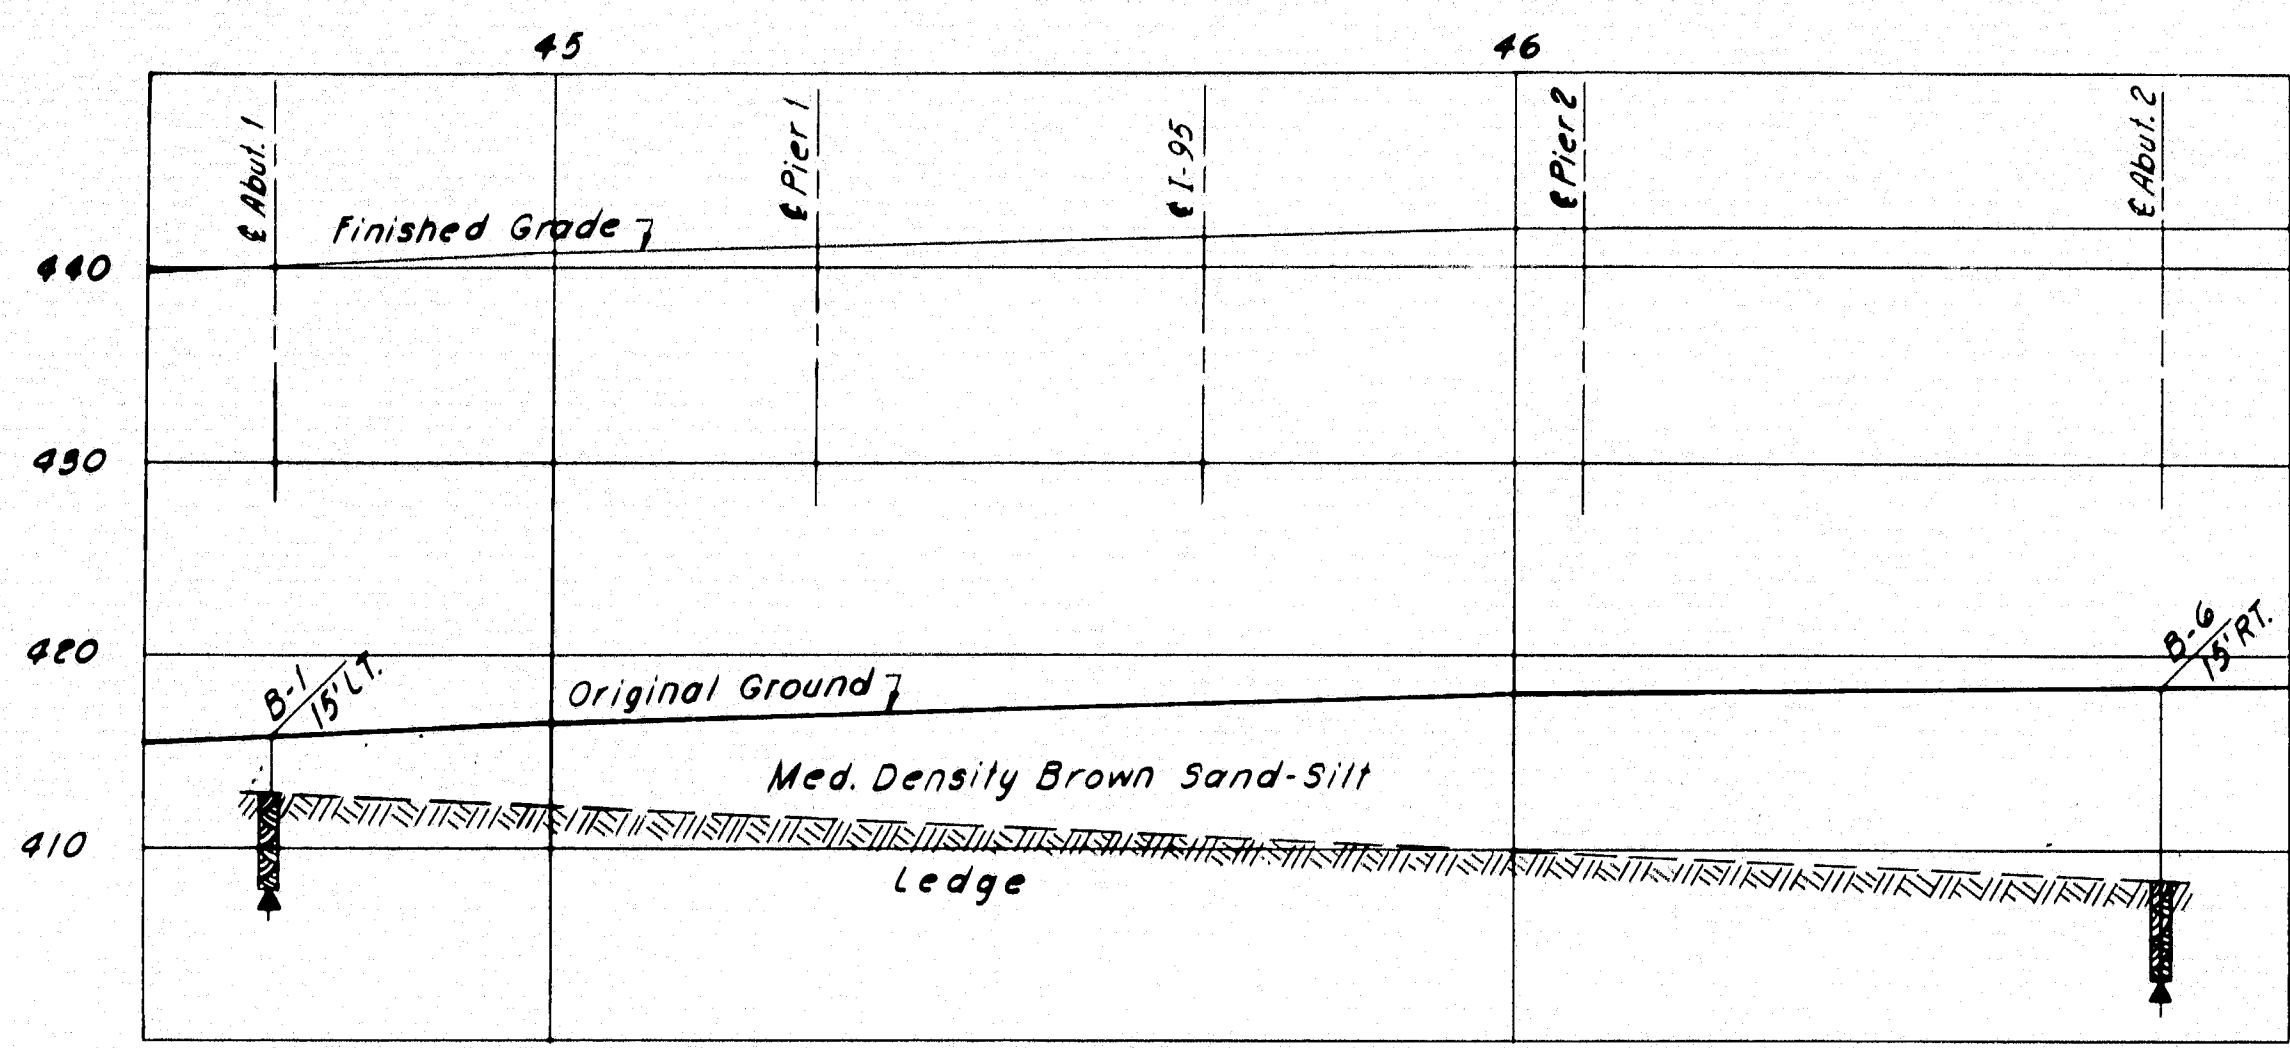 45
46
℄ Abut. 1
℄ Pier 1
℄ I-95
℄ Pier 2
℄ Abut. 2
Finished Grade
440
430
420
B-1
15' LT.
Original Ground
B-6
15' RT.
Med. Density Brown Sand-Silt
410
Ledge